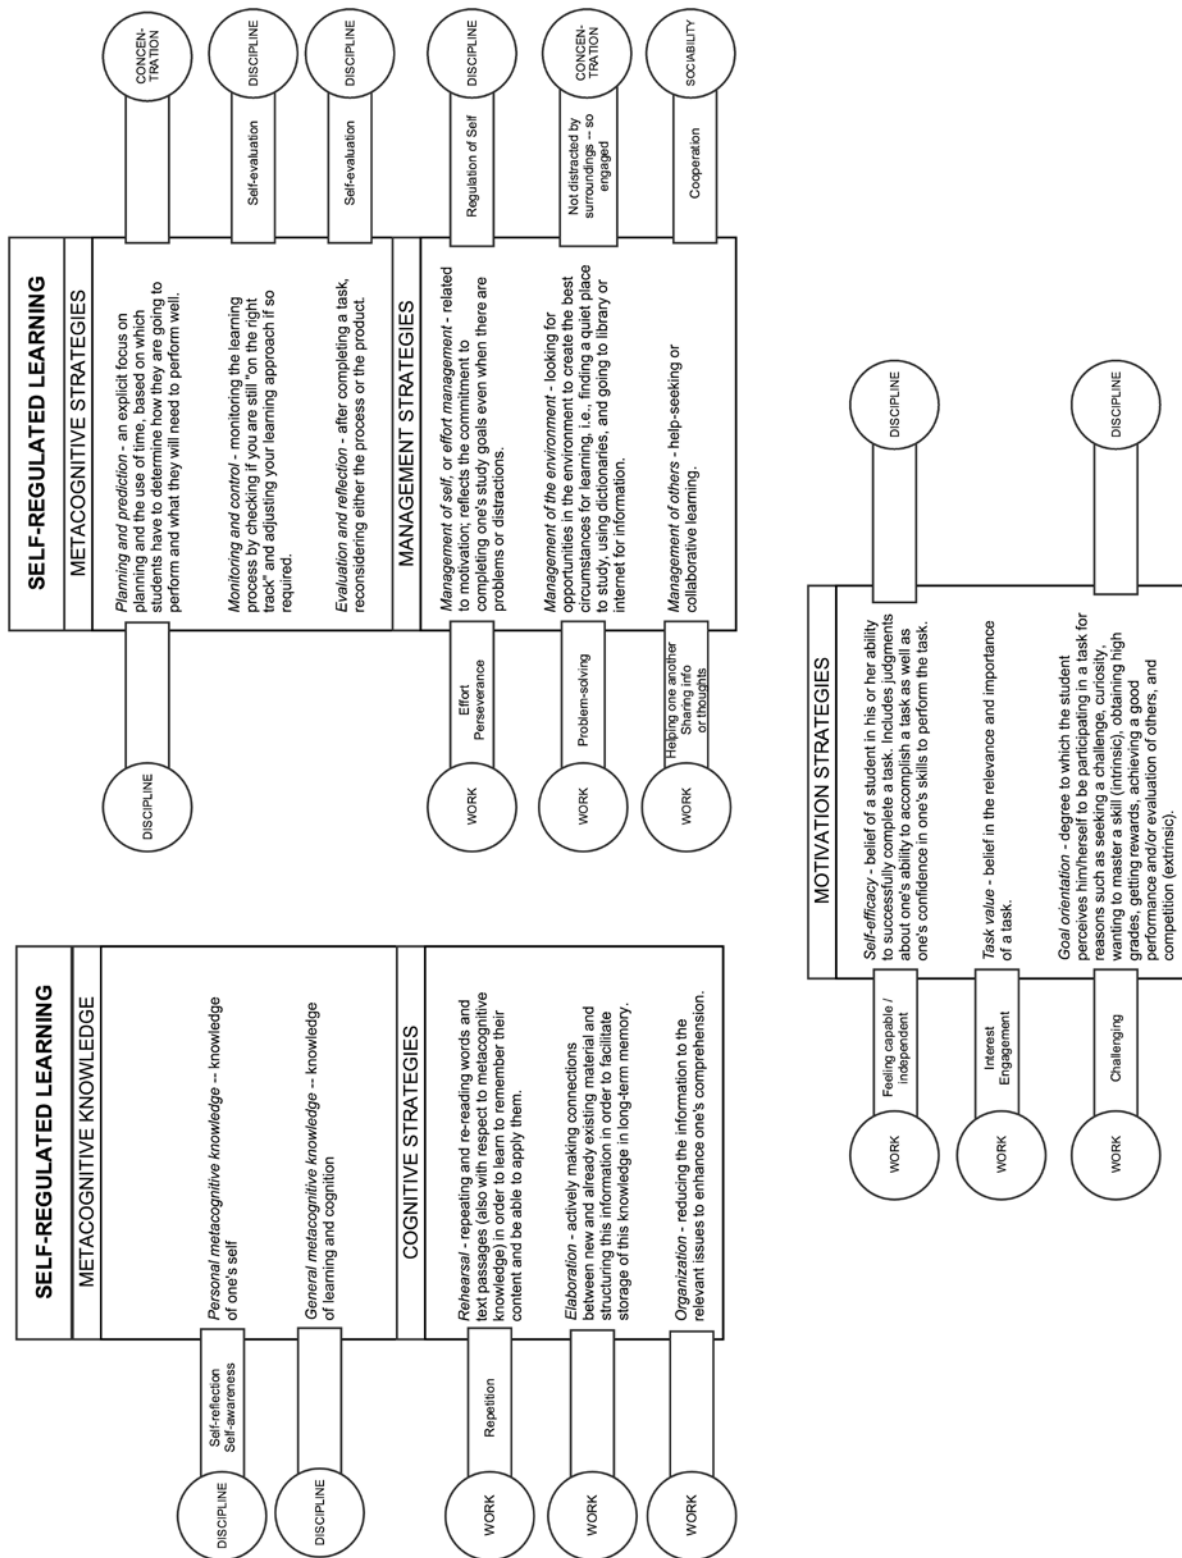 SELF-REGULATED LEARNING
METACOGNITIVE KNOWLEDGE
DISCIPLINE
Self-reflection
Self-awareness
Personal metacognitive knowledge -- knowledge
of one's self
DISCIPLINE
General metacognitive knowledge -- knowledge
of learning and cognition
COGNITIVE STRATEGIES
WORK
Repetition
Rehearsal - repeating and re-reading words and
text passages (also with respect to metacognitive
knowledge) in order to learn to remember their
content and be able to apply them.
WORK
Elaboration - actively making connections
between new and already existing material and
structuring this information in order to facilitate
storage of this knowledge in long-term memory.
WORK
Organization - reducing the information to the
relevant issues to enhance one's comprehension.
SELF-REGULATED LEARNING
METACOGNITIVE STRATEGIES
DISCIPLINE
Planning and prediction - an explicit focus on
planning and the use of time, based on which
students have to determine how they are going to
perform and what they will need to perform well.
CONCEN-
TRATION
Monitoring and control - monitoring the learning
process by checking if you are still "on the right
track" and adjusting your learning approach if so
required.
Self-evaluation
DISCIPLINE
Evaluation and reflection - after completing a task,
reconsidering either the process or the product.
Self-evaluation
DISCIPLINE
MANAGEMENT STRATEGIES
WORK
Effort
Perseverance
Management of self, or effort management - related
to motivation; reflects the commitment to
completing one's study goals even when there are
problems or distractions.
Regulation of Self
DISCIPLINE
WORK
Problem-solving
Management of the environment - looking for
opportunities in the environment to create the best
circumstances for learning, i.e., finding a quiet place
to study, using dictionaries, and going to library or
internet for information.
Not distracted by
surroundings -- so
engaged
CONCEN-
TRATION
WORK
Helping one another
Sharing info
or thoughts
Management of others - help-seeking or
collaborative learning.
Cooperation
SOCIABILITY
MOTIVATION STRATEGIES
WORK
Feeling capable /
independent
Self-efficacy - belief of a student in his or her ability
to successfully complete a task. Includes judgments
about one's ability to accomplish a task as well as
one's confidence in one's skills to perform the task.
DISCIPLINE
WORK
Interest
Engagement
Task value - belief in the relevance and importance
of a task.
WORK
Challenging
Goal orientation - degree to which the student
perceives him/herself to be participating in a task for
reasons such as seeking a challenge, curiosity,
wanting to master a skill (intrinsic), obtaining high
grades, getting rewards, achieving a good
performance and/or evaluation of others, and
competition (extrinsic).
DISCIPLINE